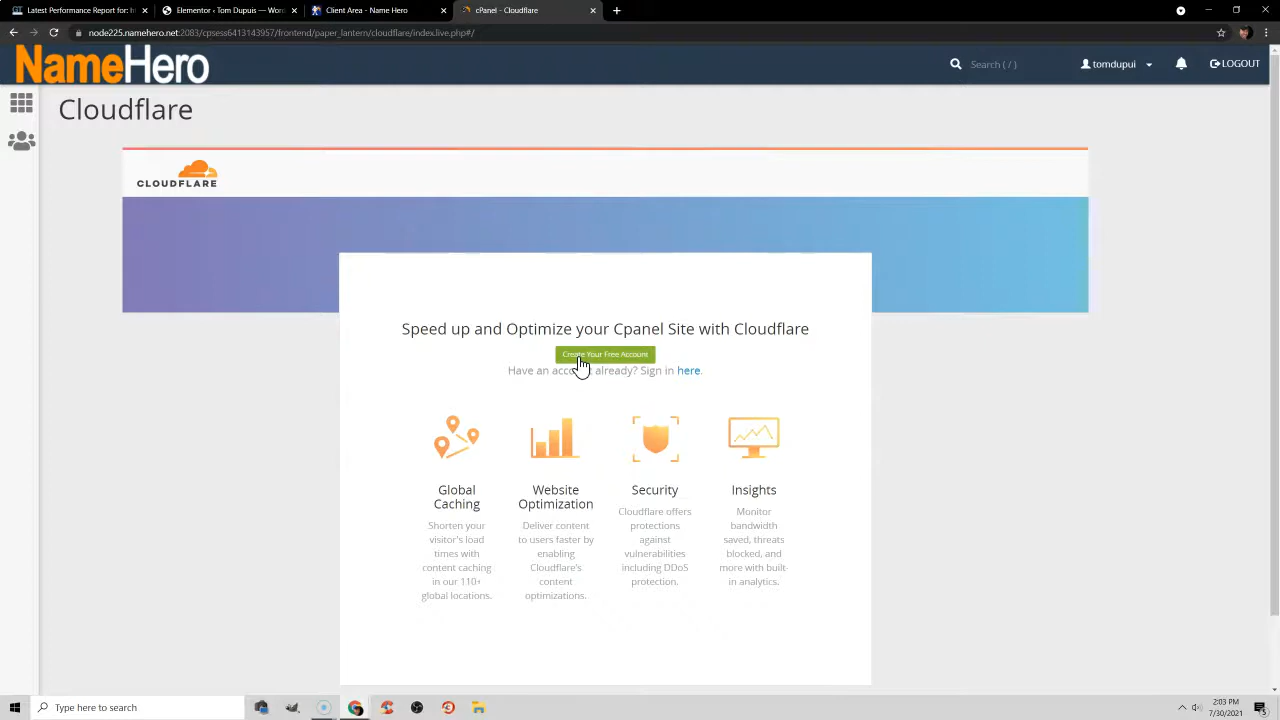 Latest Performance Report for: h
Elementor ‹ Tom Dupuis — Wor
Client Area - Name Hero
cPanel - Cloudflare
node225.namehero.net:2083/cpsess6413143957/frontend/paper_lantern/cloudflare/index.live.php#/
NameHero
Search ( / )
tomdupui
LOGOUT
Cloudflare
CLOUDFLARE
Speed up and Optimize your Cpanel Site with Cloudflare
Create Your Free Account
Have an account already? Sign in here.
Global
Caching
Shorten your
visitor's load
times with
content caching
in our 110+
global locations.
Website
Optimization
Deliver content
to users faster by
enabling
Cloudflare's
content
optimizations.
Security
Cloudflare offers
protections
against
vulnerabilities
including DDoS
protection.
Insights
Monitor
bandwidth
saved, threats
blocked, and
more with built-
in analytics.
Type here to search
2:03 PM
7/30/2021